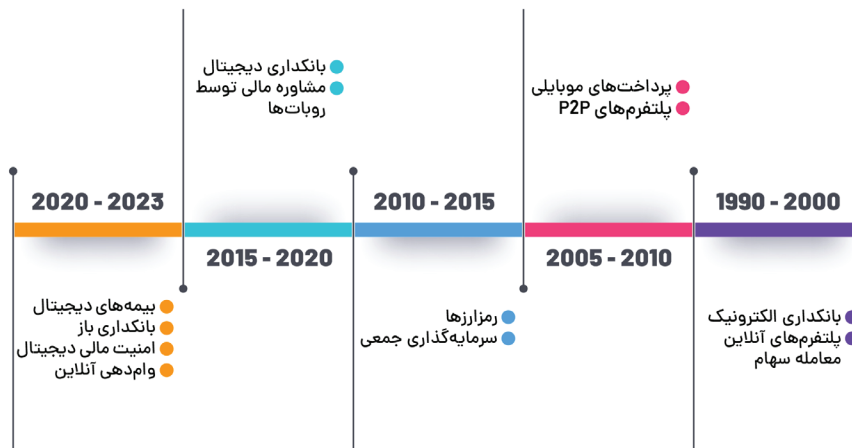 1990 - 2000
بانکداری الکترونیک
پلتفرم‌های آنلاین
معامله سهام
پرداخت‌های موبایلی
پلتفرم‌های P2P
2005 - 2010
2010 - 2015
رمزارزها
سرمایه‌گذاری جمعی
بانکداری دیجیتال
مشاوره مالی توسط
روبات‌ها
2015 - 2020
2020 - 2023
بیمه‌های دیجیتال
بانکداری باز
امنیت مالی دیجیتال
وام‌دهی آنلاین